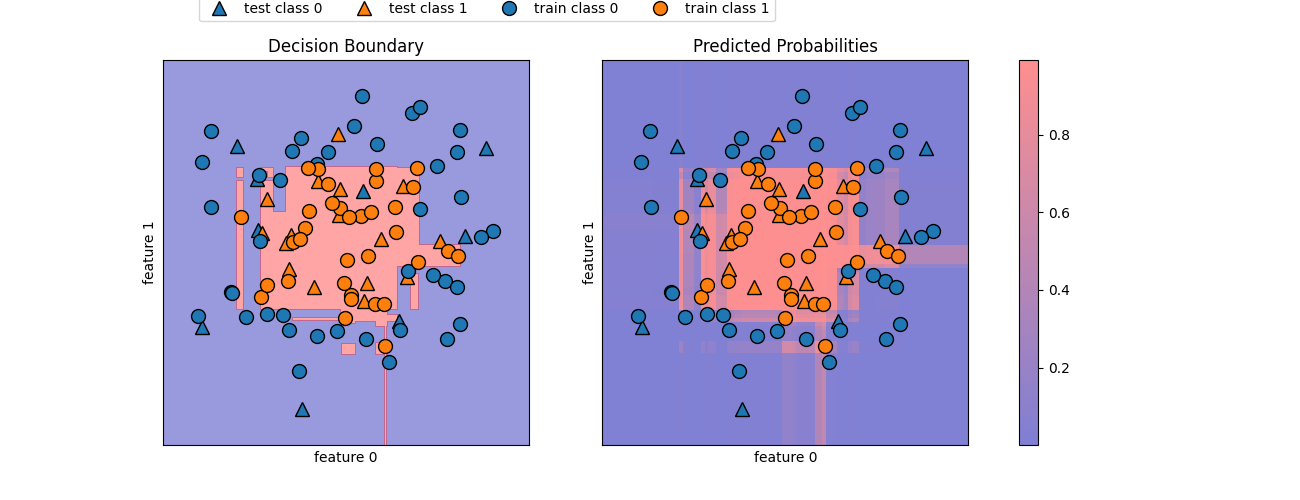 test class 0 test class 1 train class 0 train class 1
Decision Boundary
Predicted Probabilities
feature 1
feature 0
feature 1
feature 0
0.8
0.6
0.4
0.2